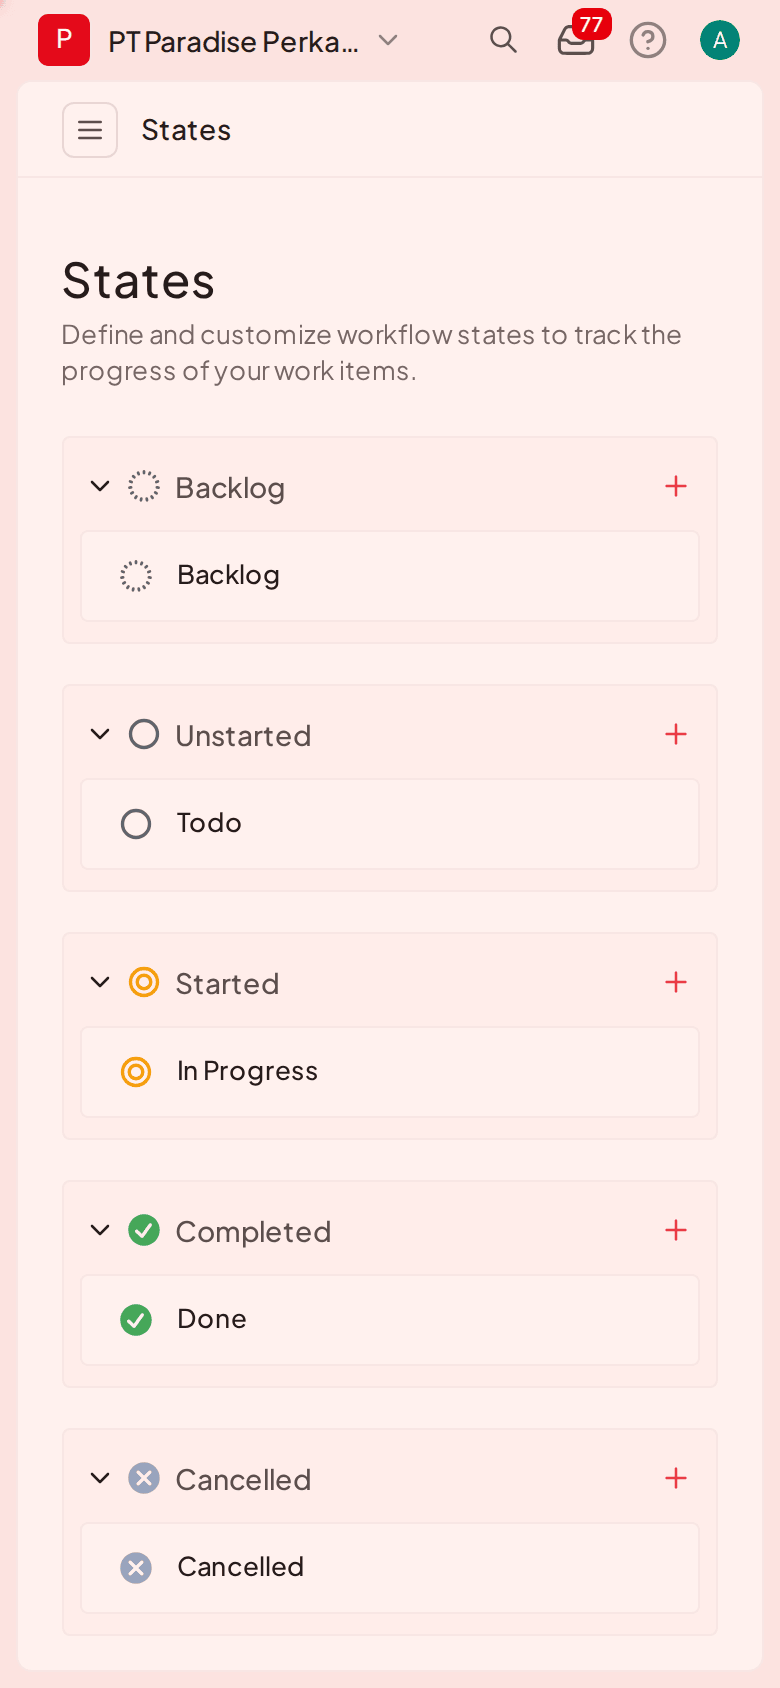 P
PT Paradise Perka...
77
A
States
States
Define and customize workflow states to track the
progress of your work items.
Backlog
Backlog
Unstarted
Todo
Started
In Progress
Completed
Done
Cancelled
Cancelled